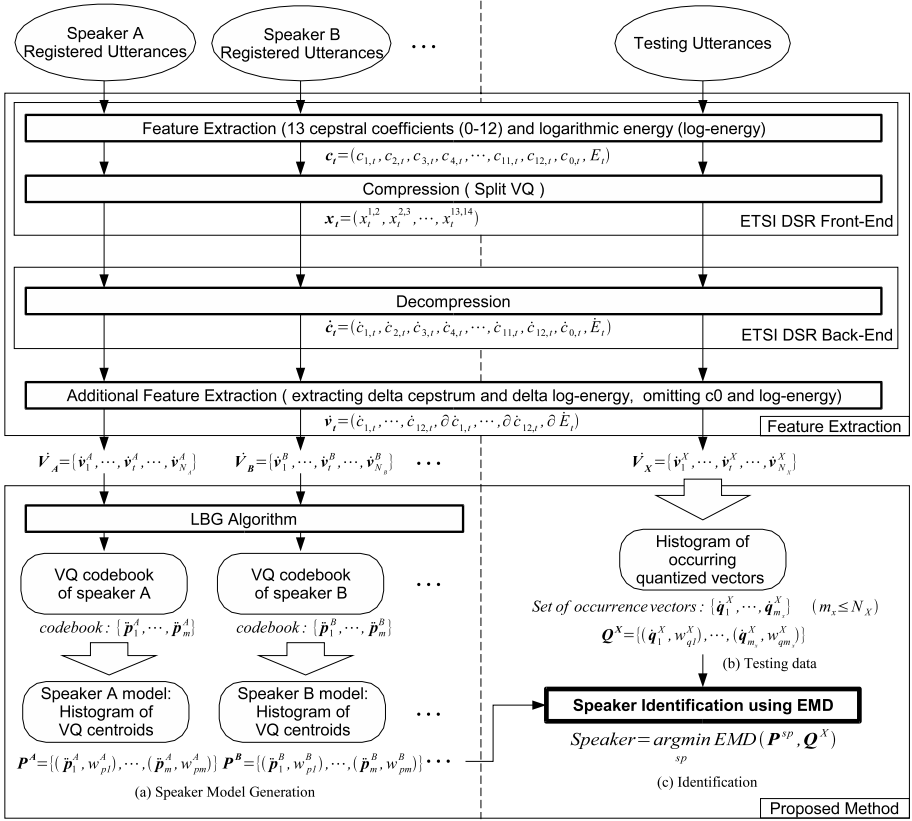 Speaker A
Registered Utterances
Speaker B
Registered Utterances
...
Testing Utterances
Feature Extraction (13 cepstral coefficients (0-12) and logarithmic energy (log-energy)
c_t=(c_{1,t}, c_{2,t}, c_{3,t}, c_{4,t}, ⋯, c_{11,t}, c_{12,t}, c_{0,t}, E_t)
Compression ( Split VQ )
x_t=(x_t^{1,2}, x_t^{2,3}, ⋯, x_t^{13,14})
ETSI DSR Front-End
Decompression
ċ_t=(ċ_{1,t}, ċ_{2,t}, ċ_{3,t}, ċ_{4,t}, ⋯, ċ_{11,t}, ċ_{12,t}, ċ_{0,t}, Ė_t)
ETSI DSR Back-End
Additional Feature Extraction ( extracting delta cepstrum and delta log-energy, omitting c0 and log-energy)
v̇_t=(ċ_{1,t}, ⋯, ċ_{12,t}, ∂ċ_{1,t}, ⋯, ∂ċ_{12,t}, ∂Ė_t)
Feature Extraction
V̇_A={v̇_1^A, ⋯, v̇_t^A, ⋯, v̇_{N_A}^A}
V̇_B={v̇_1^B, ⋯, v̇_t^B, ⋯, v̇_{N_B}^B}
...
V̇_X={v̇_1^X, ⋯, v̇_t^X, ⋯, v̇_{N_X}^X}
LBG Algorithm
VQ codebook
of speaker A
VQ codebook
of speaker B
...
codebook: {p̈_1^A, ⋯, p̈_m^A}
codebook: {p̈_1^B, ⋯, p̈_m^B}
Speaker A model:
Histogram of
VQ centroids
Speaker B model:
Histogram of
VQ centroids
...
P^A={(p̈_1^A, w_{p1}^A), ⋯, (p̈_m^A, w_{pm}^A)}
P^B={(p̈_1^B, w_{p1}^B), ⋯, (p̈_m^B, w_{pm}^B)}
...
(a) Speaker Model Generation
Histogram of
occurring
quantized vectors
Set of occurrence vectors: {q̇_1^X, ⋯, q̇_{m_x}^X} (m_x≤N_X)
Q^X={(q̇_1^X, w_{q1}^X), ⋯, (q̇_{m_x}^X, w_{qm_x}^X)}
(b) Testing data
Speaker Identification using EMD
Speaker=argmin EMD(P^{sp}, Q^X)
sp
(c) Identification
Proposed Method